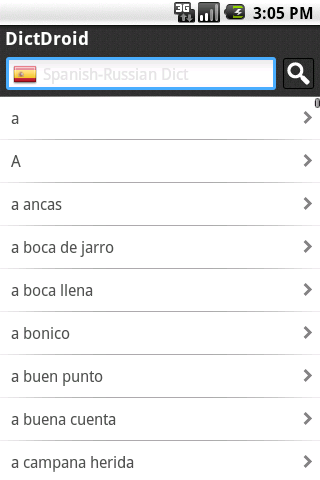 3G 3:05 PM
DictDroid
Spanish-Russian Dict
0
a
A
a ancas
a boca de jarro
a boca llena
a bonico
a buen punto
a buena cuenta
a campana herida